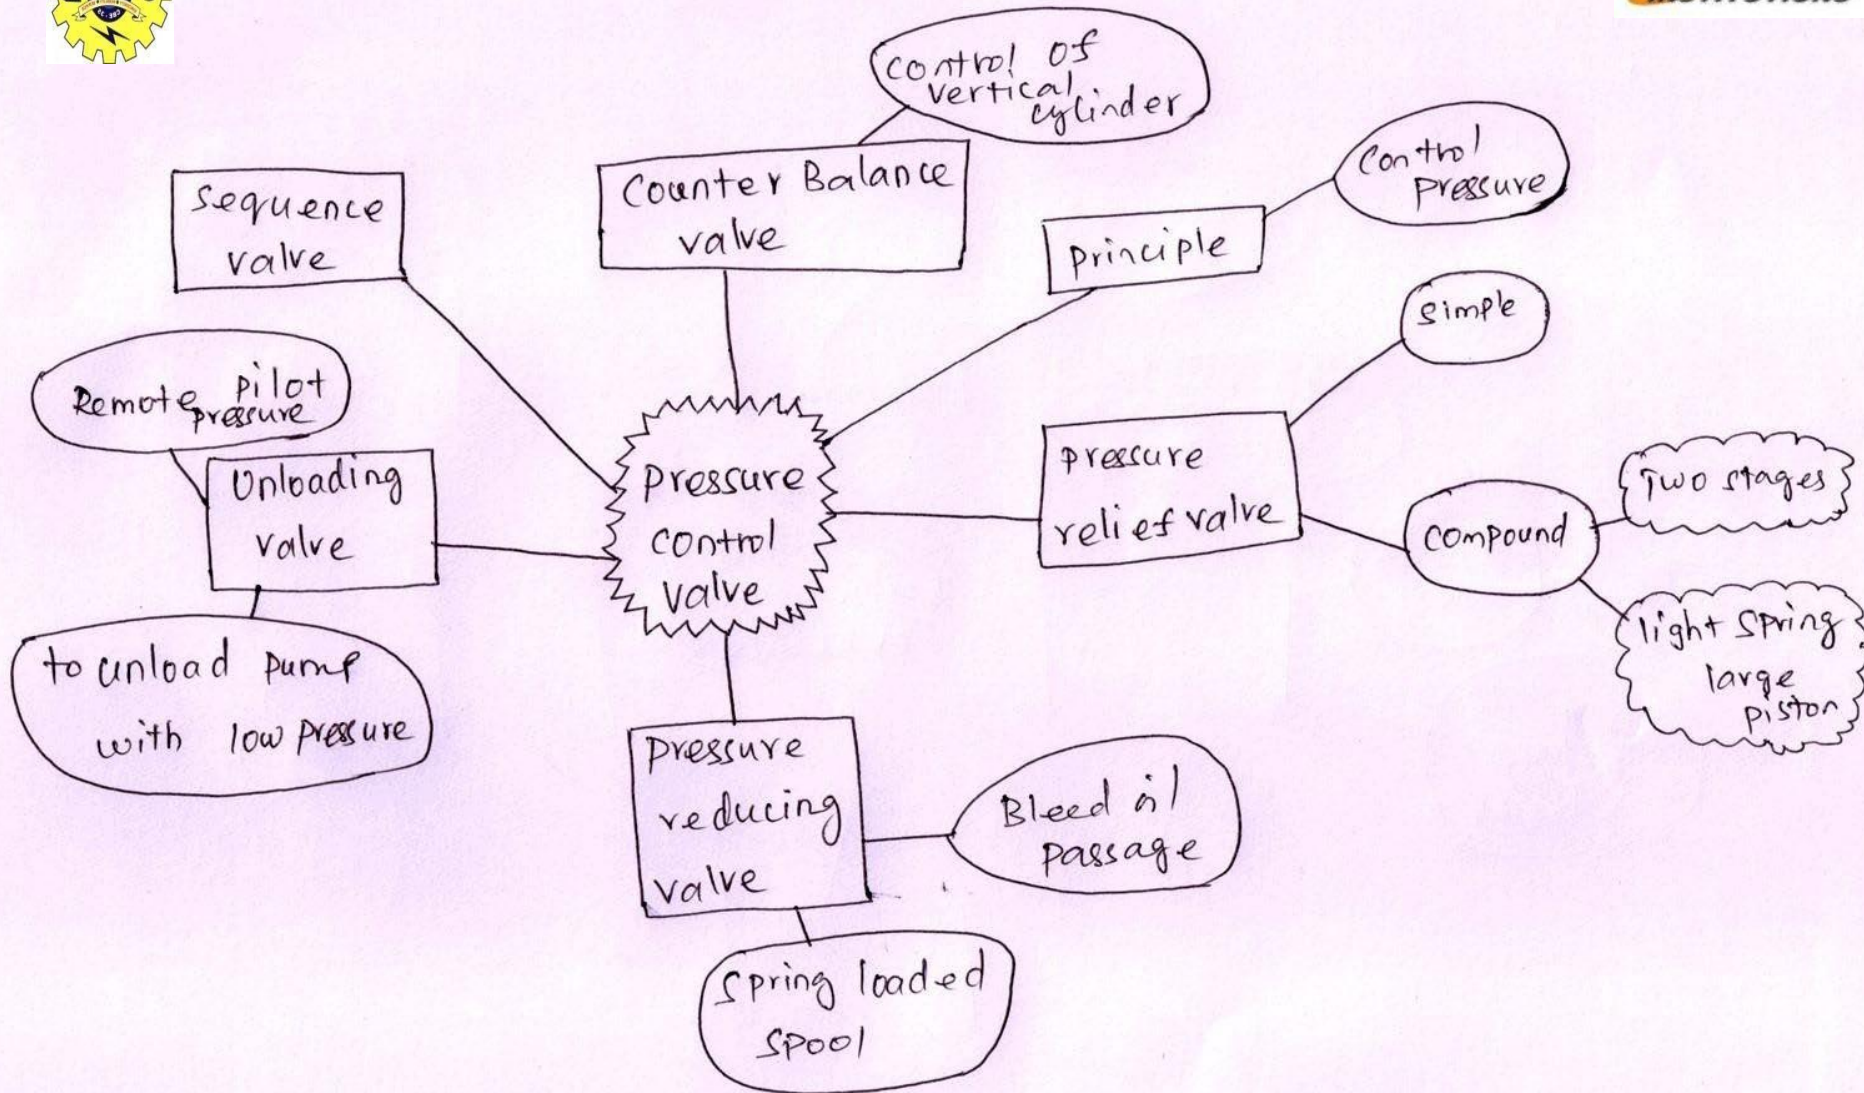 control of
vertical
cylinder
Counter Balance
valve
sequence
valve
control
pressure
principle
simple
Remote pilot
pressure
Unloading
valve
to unload pump
with low pressure
pressure
control
valve
pressure
relief valve
compound
Two stages
light spring
large
piston
pressure
reducing
valve
Bleed oil
passage
spring loaded
spool